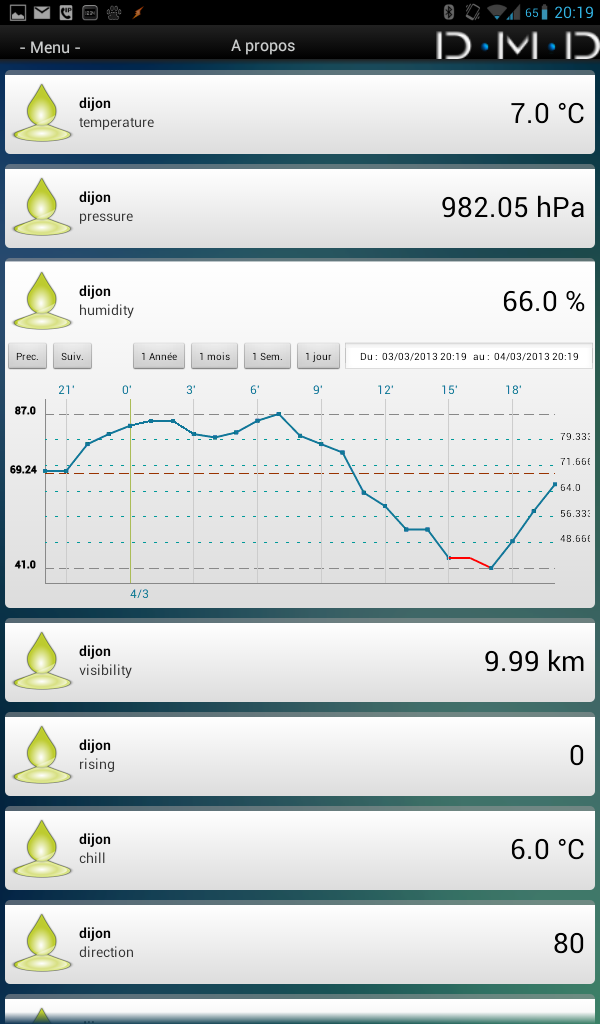 65 20:19
- Menu -
A propos
D•M•D
dijon
temperature
7.0 °C
dijon
pressure
982.05 hPa
dijon
humidity
66.0 %
Prec.
Suiv.
1 Année
1 mois
1 Sem.
1 jour
Du : 03/03/2013 20:19 au : 04/03/2013 20:19
21' 0' 3' 6' 9' 12' 15' 18'
87.0
79.333
71.666
69.24
64.0
56.333
48.666
41.0
4/3
dijon
visibility
9.99 km
dijon
rising
0
dijon
chill
6.0 °C
dijon
direction
80